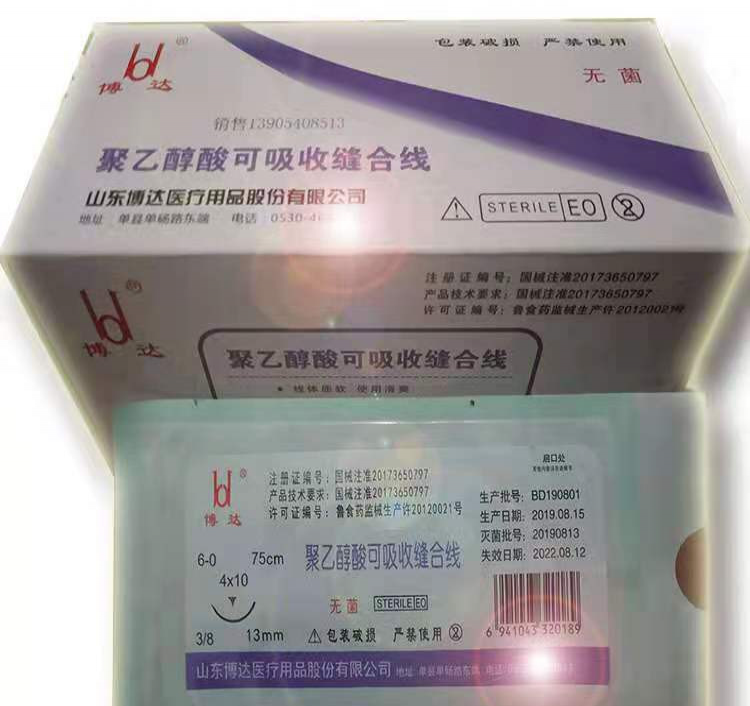 博达®
包装破损 严禁使用
无菌
销售13905408513
聚乙醇酸可吸收缝合线
山东博达医疗用品股份有限公司
地址 单县单砀路东端 电话 0530-46
STERILE EO
博达®
注册证编号：国械注准20173650797
产品技术要求：国械注准20173650797
许可证编号：鲁食药监械生产许20120021号
聚乙醇酸可吸收缝合线
• 线体质软 使用滑爽
博达®
注册证编号：国械注准20173650797
产品技术要求：国械注准20173650797
许可证编号：鲁食药监械生产许20120021号
启口处
生产批号：BD190801
生产日期：2019.08.15
灭菌批号：20190813
失效日期：2022.08.12
6-0 75cm
4x10
3/8 13mm
聚乙醇酸可吸收缝合线
无菌 STERILE EO
包装破损 严禁使用
6 941043 320189
山东博达医疗用品股份有限公司 地址 单县单砀路东端 电话